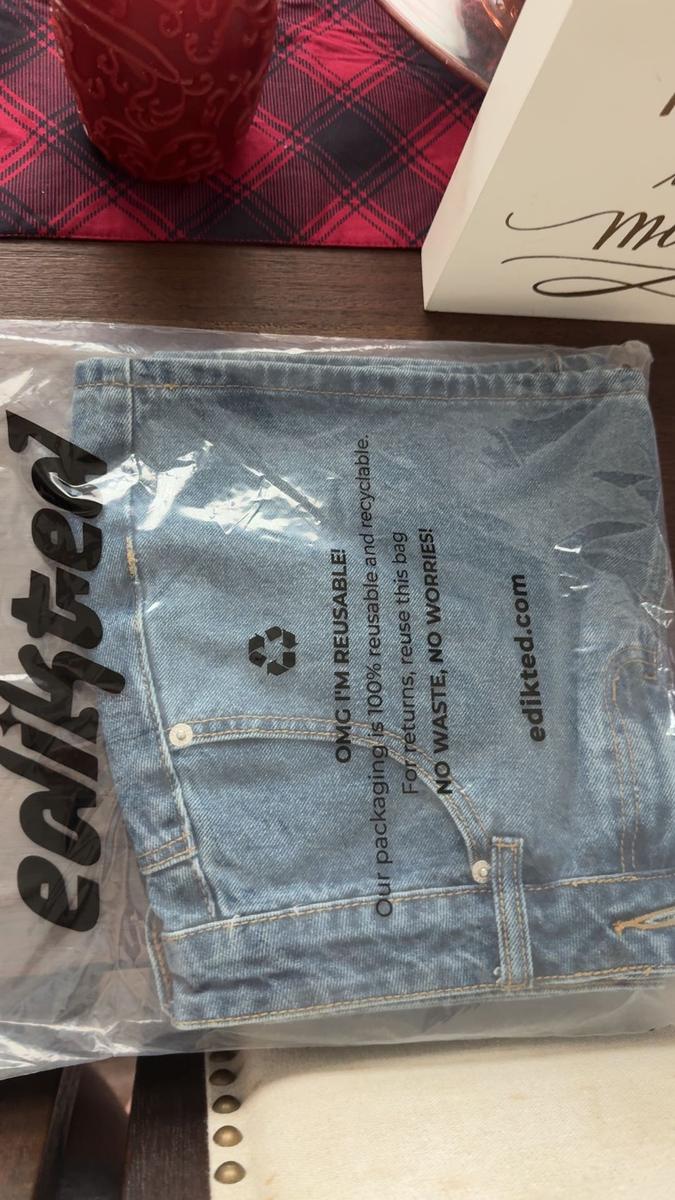 edikted
OMG I'M REUSABLE!
Our packaging is 100% reusable and recyclable.
For returns, reuse this bag
NO WASTE, NO WORRIES!
edikted.com